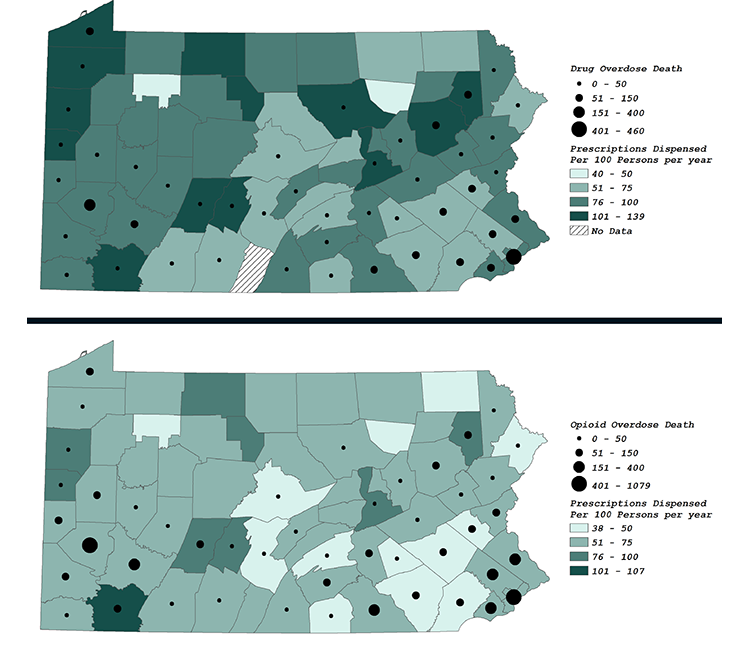 Drug Overdose Death
0 - 50
51 - 150
151 - 400
401 - 460
Prescriptions Dispensed
Per 100 Persons per year
40 - 50
51 - 75
76 - 100
101 - 139
No Data
Opioid Overdose Death
0 - 50
51 - 150
151 - 400
401 - 1079
Prescriptions Dispensed
Per 100 Persons per year
38 - 50
51 - 75
76 - 100
101 - 107